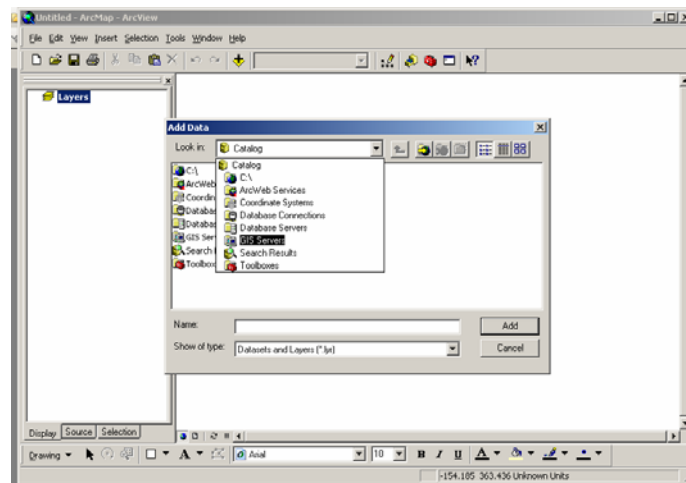 Untitled - ArcMap - ArcView
File Edit View Insert Selection Tools Window Help
Layers
Add Data
Look in: Catalog
C:\
ArcWeb
Coordin
Databas
Databas
GIS Ser
Search
Toolbox
Catalog
C:\
ArcWeb Services
Coordinate Systems
Database Connections
Database Servers
GIS Servers
Search Results
Toolboxes
Name:
Add
Show of type: Datasets and Layers (*.lyr)
Cancel
Display Source Selection
Drawing A Arial 10 B I U A
-154.185 363.436 Unknown Units